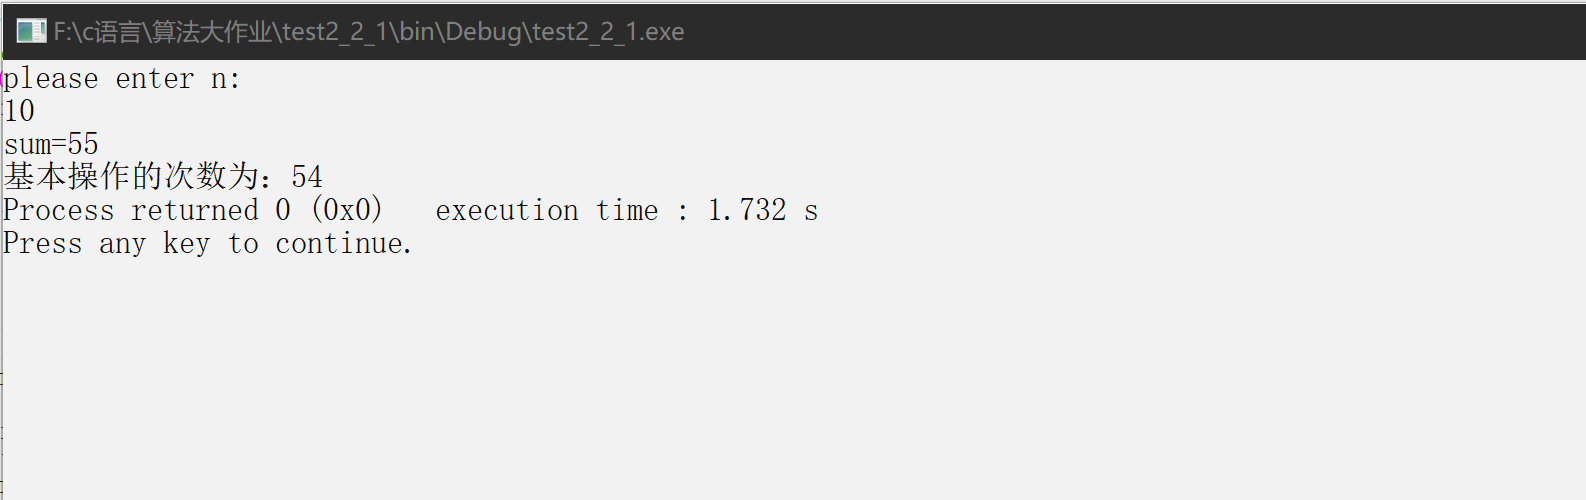 F:\c语言\算法大作业\test2_2_1\bin\Debug\test2_2_1.exe
please enter n:
10
sum=55
基本操作的次数为：54
Process returned 0 (0x0)   execution time : 1.732 s
Press any key to continue.